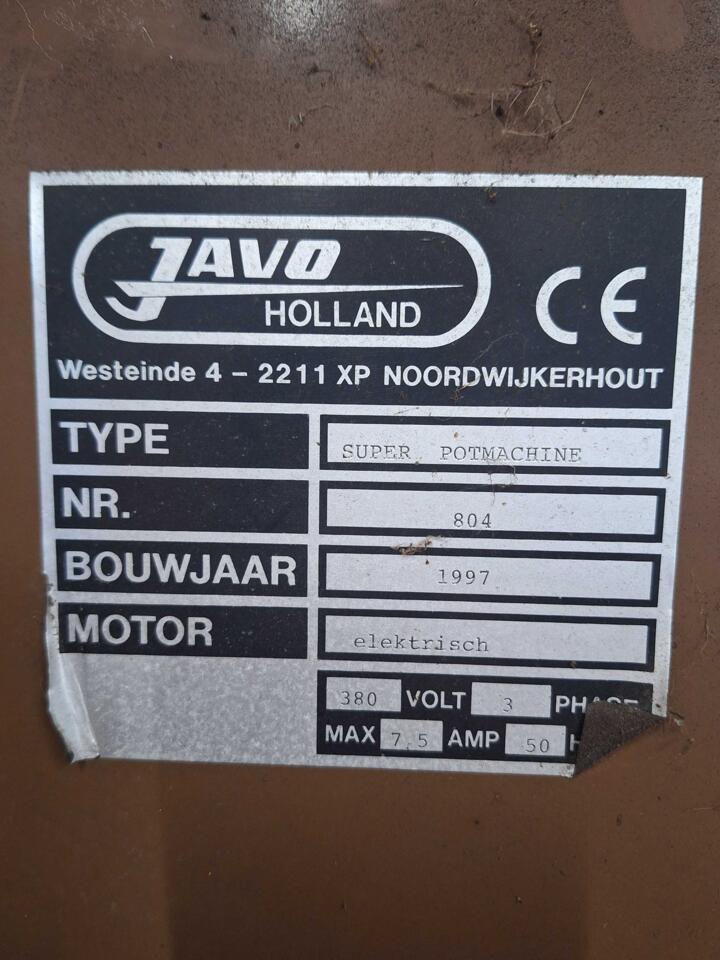 JAVO
HOLLAND
CE
Westeinde 4 - 2211 XP NOORDWIJKERHOUT
TYPE SUPER POTMACHINE
NR. 804
BOUWJAAR 1997
MOTOR elektrisch
380 VOLT 3 PHASE
MAX 7.5 AMP 50